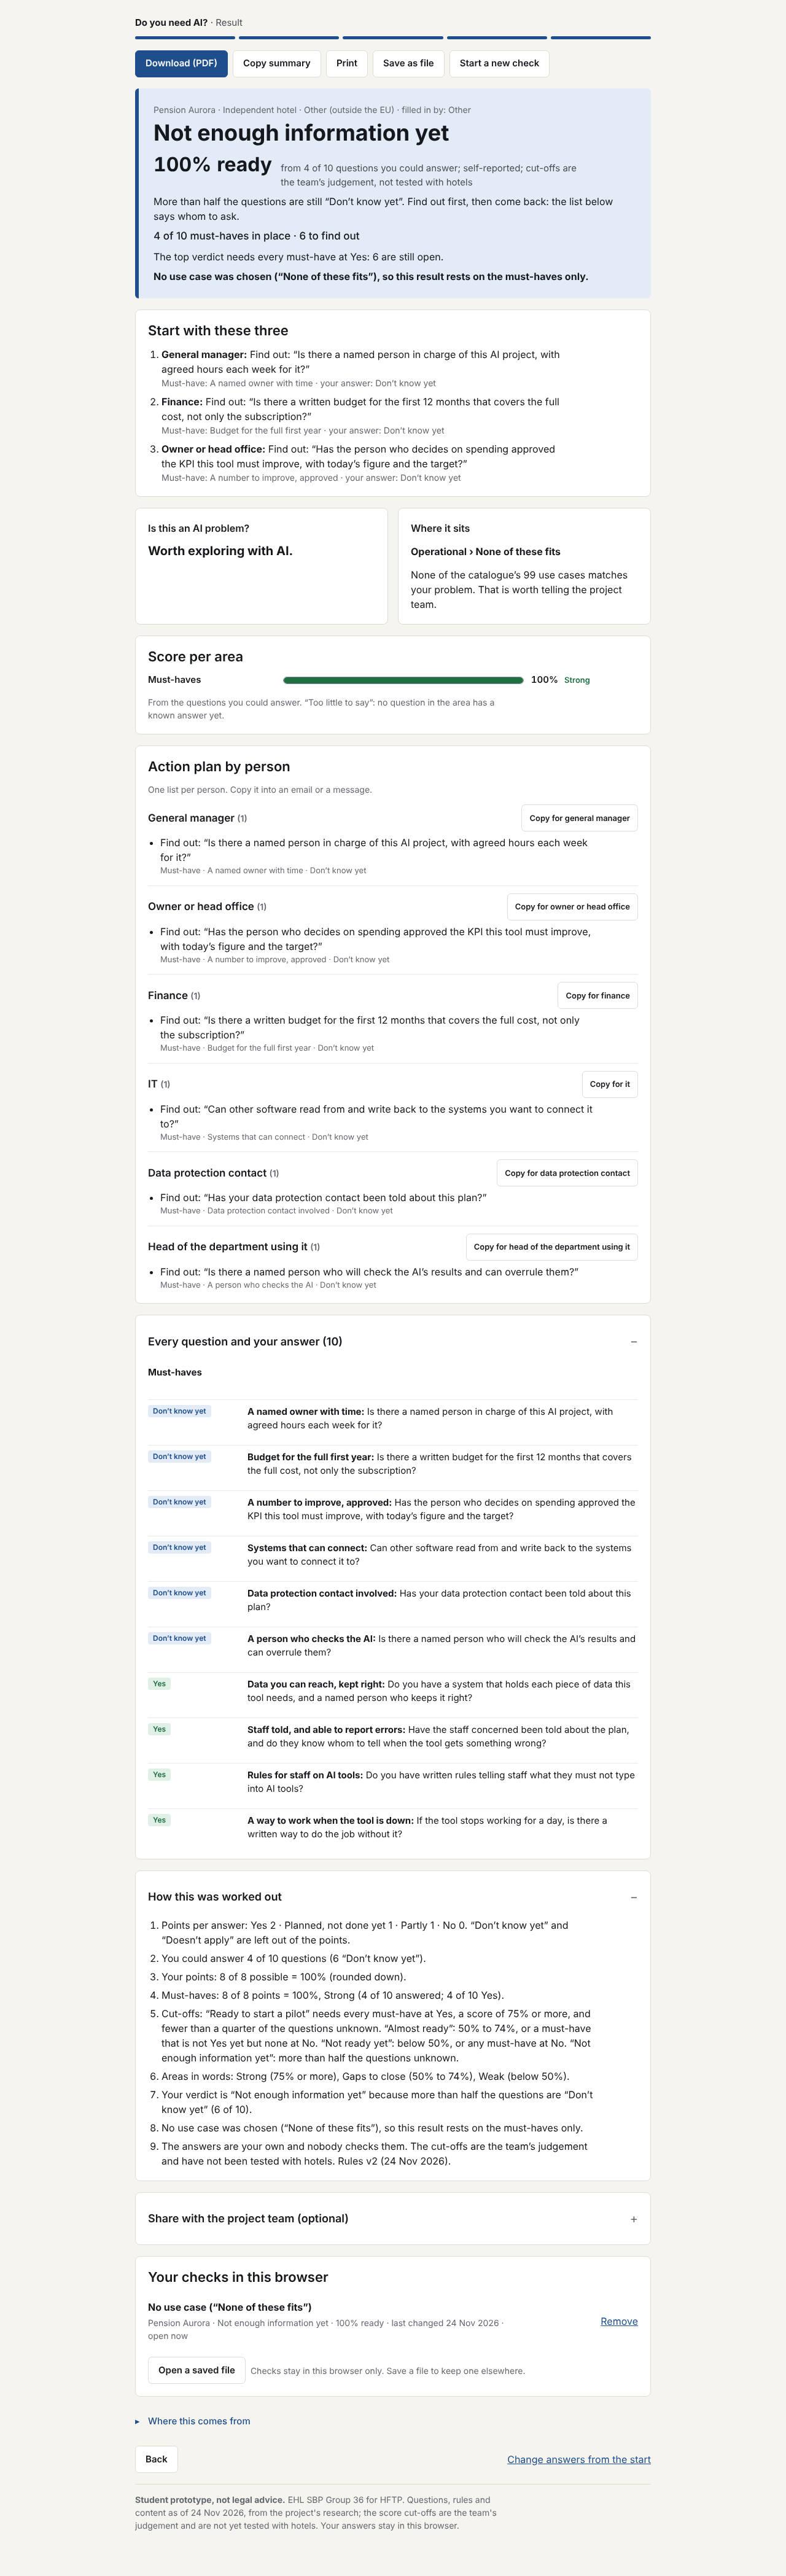 Do you need AI? · Result
Download (PDF)
Copy summary
Print
Save as file
Start a new check
Pension Aurora · Independent hotel · Other (outside the EU) · filled in by: Other
Not enough information yet
100% ready from 4 of 10 questions you could answer; self-reported; cut-offs are
the team’s judgement, not tested with hotels
More than half the questions are still “Don’t know yet”. Find out first, then come back: the list below
says whom to ask.
4 of 10 must-haves in place · 6 to find out
The top verdict needs every must-have at Yes: 6 are still open.
No use case was chosen (“None of these fits”), so this result rests on the must-haves only.
Start with these three
1. General manager: Find out: “Is there a named person in charge of this AI project, with
agreed hours each week for it?”
Must-have: A named owner with time · your answer: Don’t know yet
2. Finance: Find out: “Is there a written budget for the first 12 months that covers the full
cost, not only the subscription?”
Must-have: Budget for the full first year · your answer: Don’t know yet
3. Owner or head office: Find out: “Has the person who decides on spending approved
the KPI this tool must improve, with today’s figure and the target?”
Must-have: A number to improve, approved · your answer: Don’t know yet
Is this an AI problem?
Worth exploring with AI.
Where it sits
Operational › None of these fits
None of the catalogue’s 99 use cases matches
your problem. That is worth telling the project
team.
Score per area
Must-haves 100% Strong
From the questions you could answer. “Too little to say”: no question in the area has a
known answer yet.
Action plan by person
One list per person. Copy it into an email or a message.
General manager (1)
Copy for general manager
• Find out: “Is there a named person in charge of this AI project, with agreed hours each week
for it?”
Must-have · A named owner with time · Don’t know yet
Owner or head office (1)
Copy for owner or head office
• Find out: “Has the person who decides on spending approved the KPI this tool must improve,
with today’s figure and the target?”
Must-have · A number to improve, approved · Don’t know yet
Finance (1)
Copy for finance
• Find out: “Is there a written budget for the first 12 months that covers the full cost, not only
the subscription?”
Must-have · Budget for the full first year · Don’t know yet
IT (1)
Copy for it
• Find out: “Can other software read from and write back to the systems you want to connect it
to?”
Must-have · Systems that can connect · Don’t know yet
Data protection contact (1)
Copy for data protection contact
• Find out: “Has your data protection contact been told about this plan?”
Must-have · Data protection contact involved · Don’t know yet
Head of the department using it (1)
Copy for head of the department using it
• Find out: “Is there a named person who will check the AI’s results and can overrule them?”
Must-have · A person who checks the AI · Don’t know yet
Every question and your answer (10) −
Must-haves
Don’t know yet A named owner with time: Is there a named person in charge of this AI project, with
agreed hours each week for it?
Don’t know yet Budget for the full first year: Is there a written budget for the first 12 months that covers
the full cost, not only the subscription?
Don’t know yet A number to improve, approved: Has the person who decides on spending approved the
KPI this tool must improve, with today’s figure and the target?
Don’t know yet Systems that can connect: Can other software read from and write back to the systems
you want to connect it to?
Don’t know yet Data protection contact involved: Has your data protection contact been told about this
plan?
Don’t know yet A person who checks the AI: Is there a named person who will check the AI’s results and
can overrule them?
Yes Data you can reach, kept right: Do you have a system that holds each piece of data this
tool needs, and a named person who keeps it right?
Yes Staff told, and able to report errors: Have the staff concerned been told about the plan,
and do they know whom to tell when the tool gets something wrong?
Yes Rules for staff on AI tools: Do you have written rules telling staff what they must not type
into AI tools?
Yes A way to work when the tool is down: If the tool stops working for a day, is there a
written way to do the job without it?
How this was worked out −
1. Points per answer: Yes 2 · Planned, not done yet 1 · Partly 1 · No 0. “Don’t know yet” and
“Doesn’t apply” are left out of the points.
2. You could answer 4 of 10 questions (6 “Don’t know yet”).
3. Your points: 8 of 8 possible = 100% (rounded down).
4. Must-haves: 8 of 8 points = 100%, Strong (4 of 10 answered; 4 of 10 Yes).
5. Cut-offs: “Ready to start a pilot” needs every must-have at Yes, a score of 75% or more, and
fewer than a quarter of the questions unknown. “Almost ready”: 50% to 74%, or a must-have
that is not Yes yet but none at No. “Not ready yet”: below 50%, or any must-have at No. “Not
enough information yet”: more than half the questions unknown.
6. Areas in words: Strong (75% or more), Gaps to close (50% to 74%), Weak (below 50%).
7. Your verdict is “Not enough information yet” because more than half the questions are “Don’t
know yet” (6 of 10).
8. No use case was chosen (“None of these fits”), so this result rests on the must-haves only.
9. The answers are your own and nobody checks them. The cut-offs are the team’s judgement
and have not been tested with hotels. Rules v2 (24 Nov 2026).
Share with the project team (optional) +
Your checks in this browser
No use case (“None of these fits”)
Pension Aurora · Not enough information yet · 100% ready · last changed 24 Nov 2026 ·
open now
Remove
Open a saved file
Checks stay in this browser only. Save a file to keep one elsewhere.
▸ Where this comes from
Back
Change answers from the start
Student prototype, not legal advice. EHL SBP Group 36 for HFTP. Questions, rules and
content as of 24 Nov 2026, from the project's research; the score cut-offs are the team's
judgement and are not yet tested with hotels. Your answers stay in this browser.